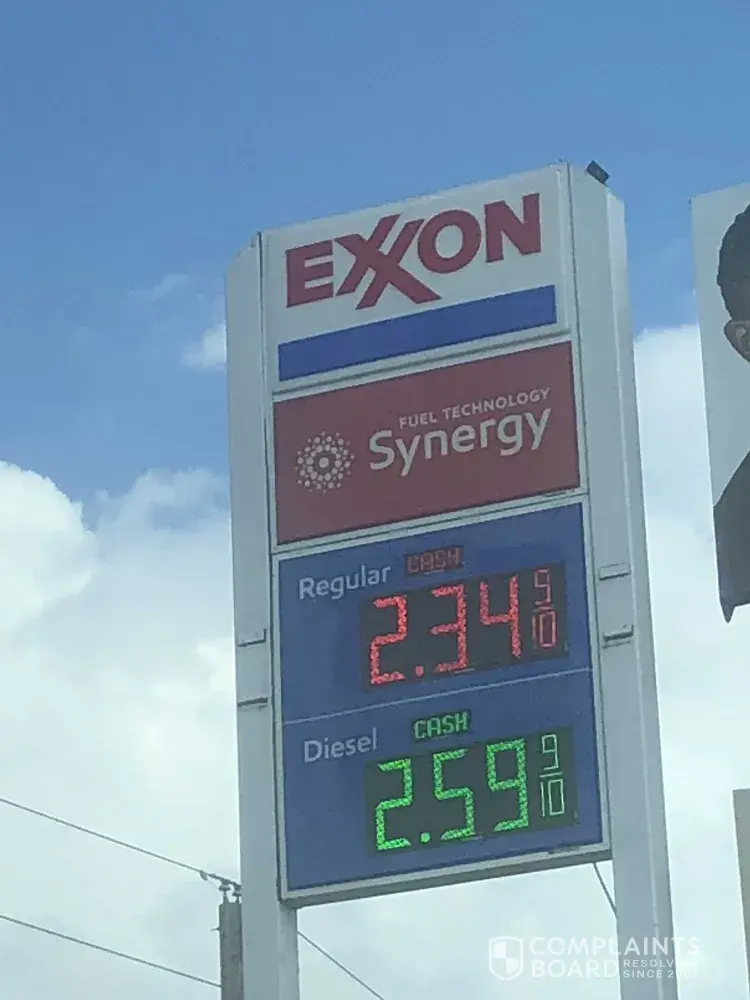 EXXON
FUEL TECHNOLOGY
Synergy
Regular CASH
2.34 9/10
Diesel CASH
2.59 9/10
COMPLAINTS
BOARD